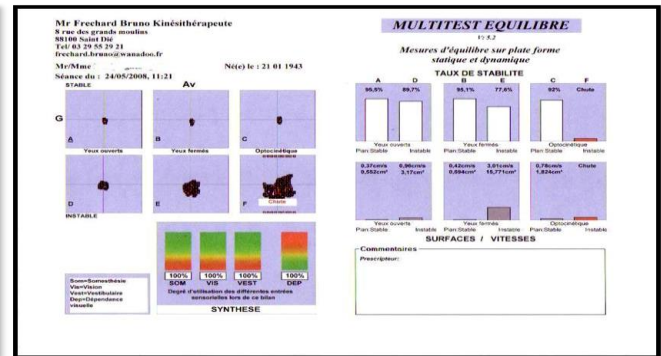 Mr Frechard Bruno Kinésithérapeute
8 rue des grands moulins
88100 Saint Dié
Tel/ 03 29 55 29 21
frechard.bruno@wanadoo.fr
Mr/Mme
Né(e) le : 21 01 1943
Séance du : 24/05/2008, 11:21
STABLE
Av
G
A
B
C
Yeux ouverts
Yeux fermés
Optocinétique
D
E
F
Chute
INSTABLE
100%
100%
100%
100%
SOM
VIS
VEST
DEP
Degré d'utilisation des différentes entrées
sensorielles lors de ce bilan
SYNTHESE
Som=Somesthésie
Vis=Vision
Vest=Vestibulaire
Dep=Dépendance
visuelle
MULTITEST EQUILIBRE
Mesures d'équilibre sur plate forme
statique et dynamique
TAUX DE STABILITE
A D B E C F
95,5% 89,7% 95,1% 77,6% 92% Chute
Yeux ouverts
Yeux fermés
Optocinétique
Plan:Stable Instable
Plan:Stable Instable
Plan:Stable Instable
0,37cm/s 0,96cm/s 0,42cm/s 3,01cm/s 0,78cm/s Chute
0,552cm² 3,17cm² 0,694cm² 15,771cm² 1,824cm²
Yeux ouverts
Yeux fermés
Optocinétique
Plan:Stable Instable
Plan:Stable Instable
Plan:Stable Instable
SURFACES / VITESSES
Commentaires
Prescripteur: